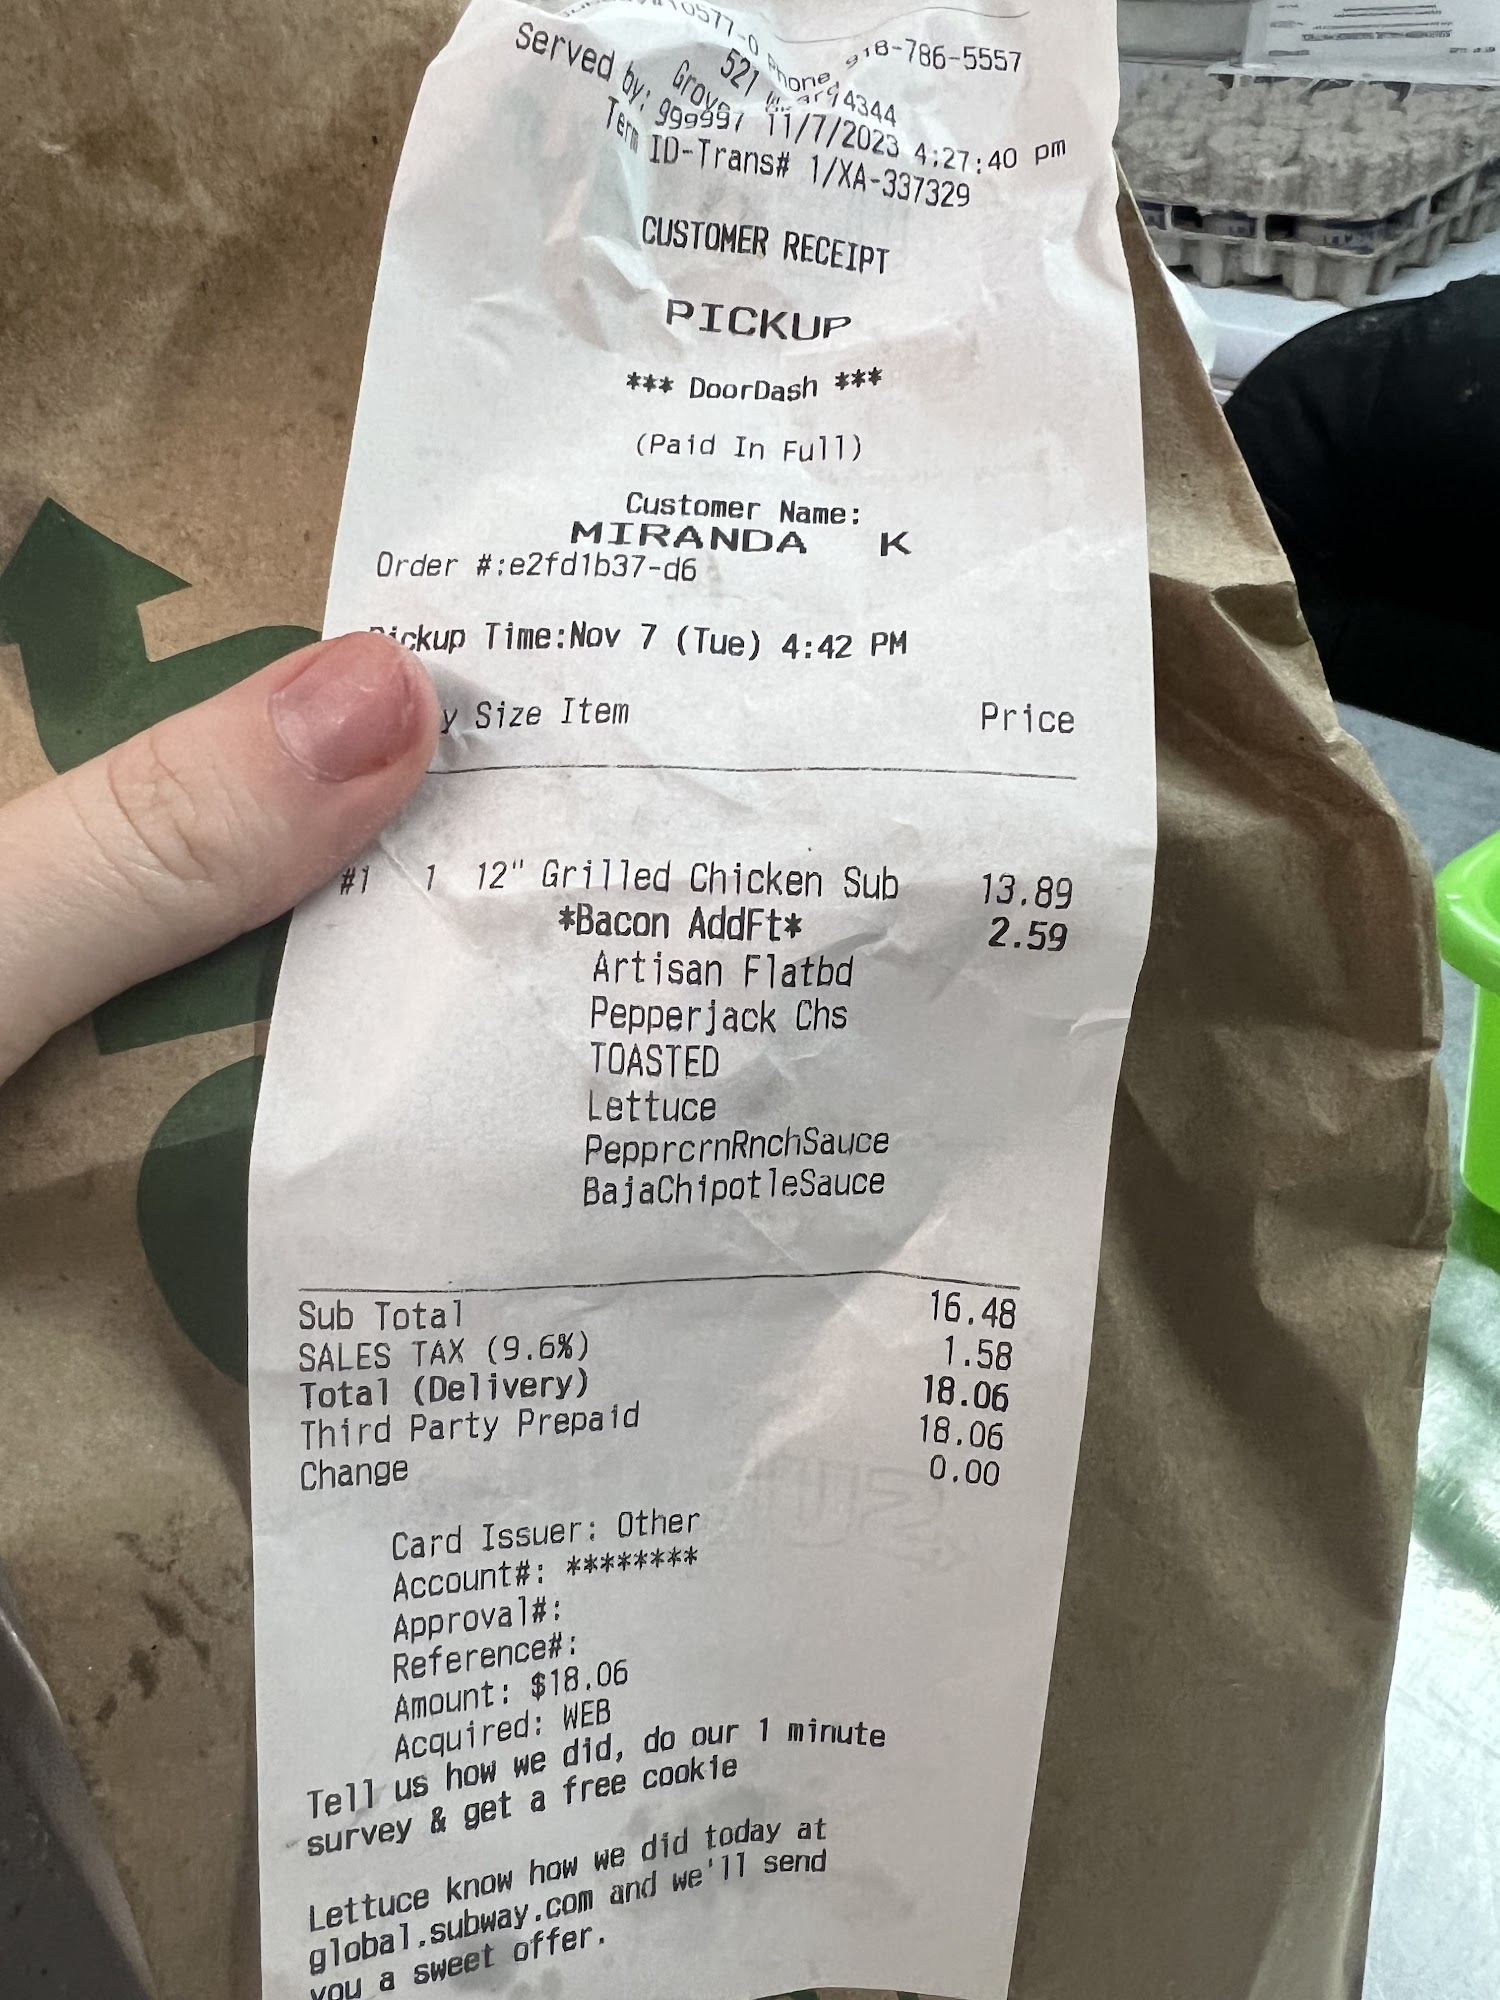 10577-0 Phone 918-786-5557
521
Grove 14344
Served by: 999997 11/7/2023 4:27:40 pm
Term ID-Trans# 1/XA-337329
CUSTOMER RECEIPT
PICKUP
*** DoorDash ***
(Paid In Full)
Customer Name:
MIRANDA K
Order #:e2fd1b37-d6
Pickup Time:Nov 7 (Tue) 4:42 PM
y Size Item Price
#1 1 12" Grilled Chicken Sub 13.89
*Bacon AddFt* 2.59
Artisan Flatbd
Pepperjack Chs
TOASTED
Lettuce
PepprcrnRnchSauce
BajaChipotleSauce
Sub Total 16.48
SALES TAX (9.6%) 1.58
Total (Delivery) 18.06
Third Party Prepaid 18.06
Change 0.00
Card Issuer: Other
Account#: ********
Approval#:
Reference#:
Amount: $18.06
Acquired: WEB
Tell us how we did, do our 1 minute
survey & get a free cookie
Lettuce know how we did today at
global.subway.com and we'll send
you a sweet offer.